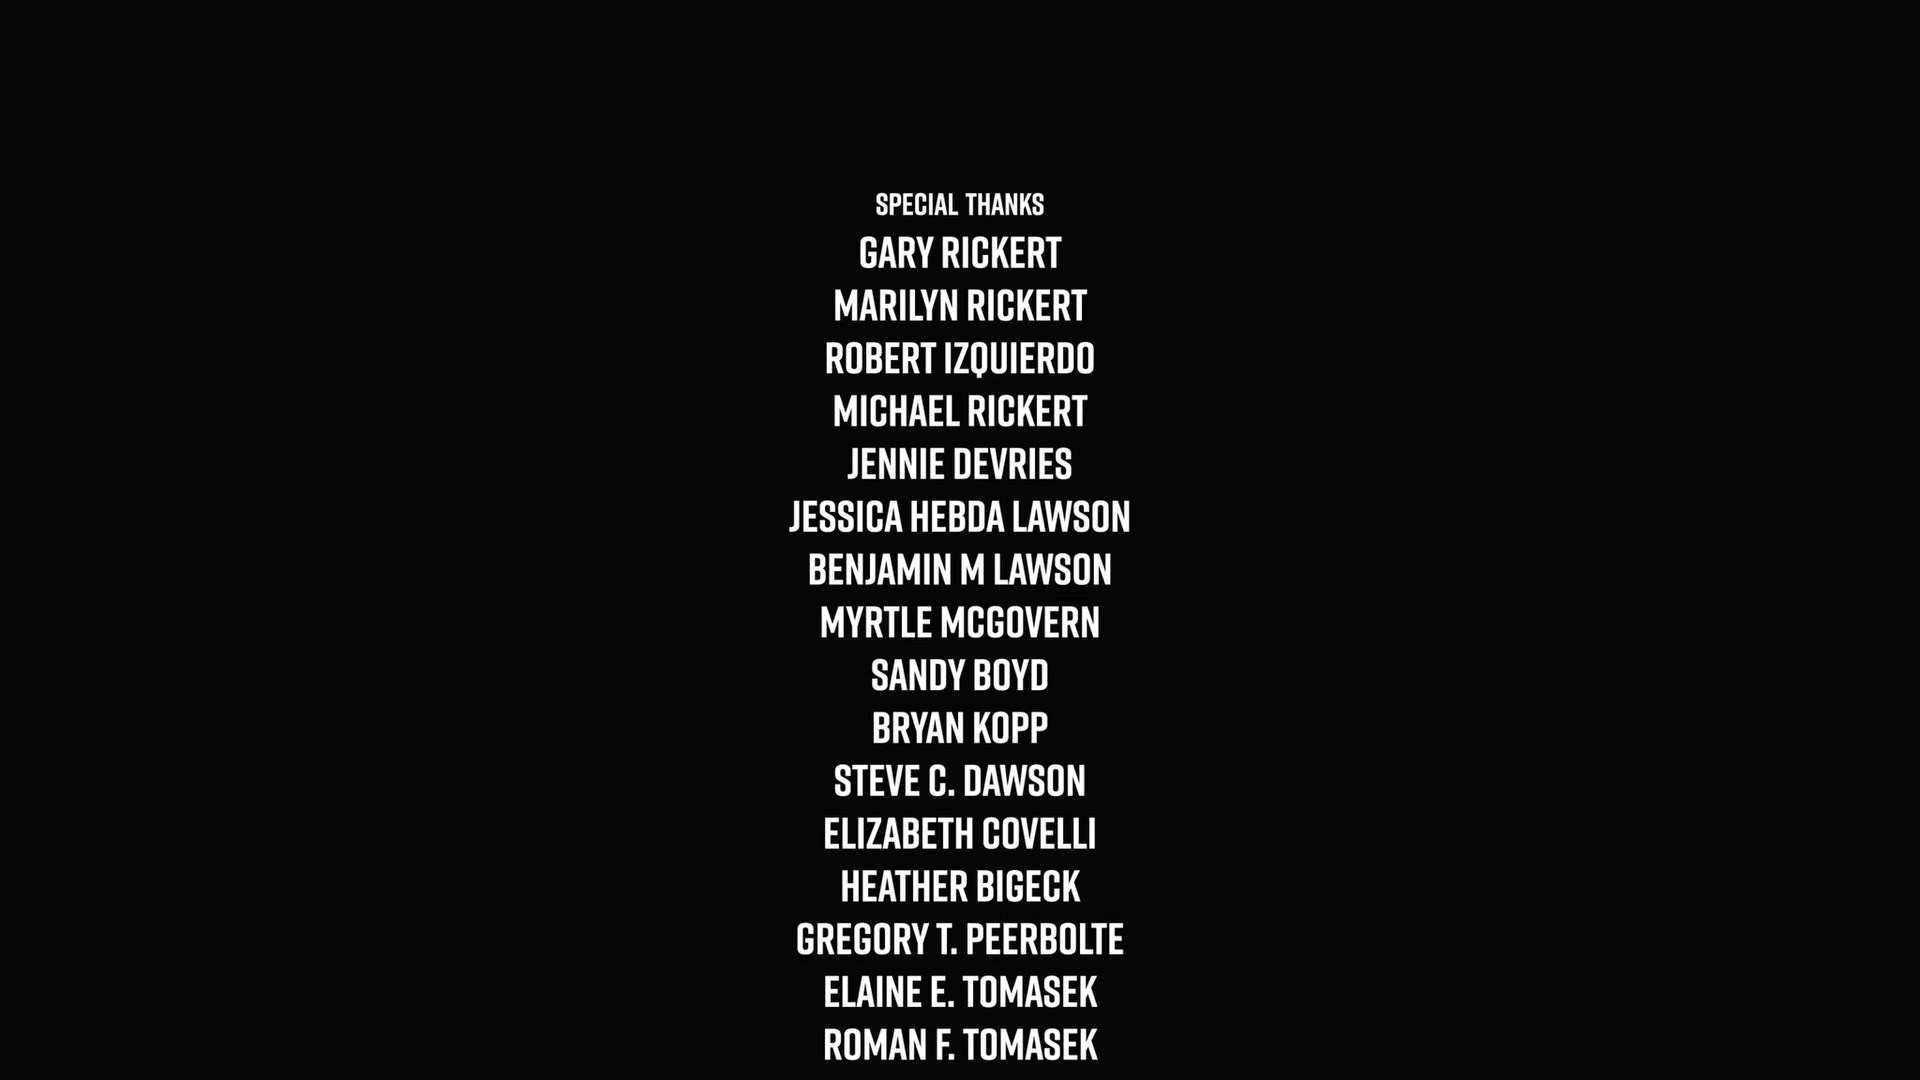 SPECIAL THANKS
GARY RICKERT
MARILYN RICKERT
ROBERT IZQUIERDO
MICHAEL RICKERT
JENNIE DEVRIES
JESSICA HEBDA LAWSON
BENJAMIN M LAWSON
MYRTLE MCGOVERN
SANDY BOYD
BRYAN KOPP
STEVE C. DAWSON
ELIZABETH COVELLI
HEATHER BIGECK
GREGORY T. PEERBOLTE
ELAINE E. TOMASEK
ROMAN F. TOMASEK